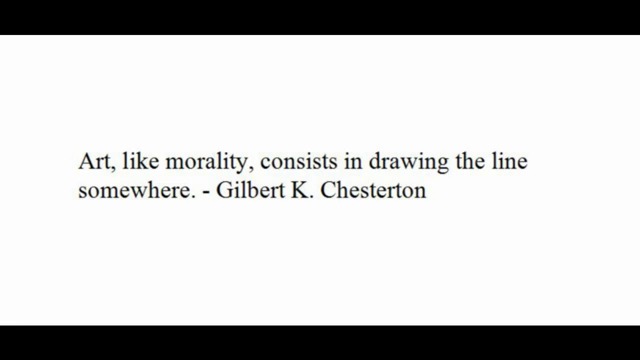 Art, like morality, consists in drawing the line
somewhere. - Gilbert K. Chesterton